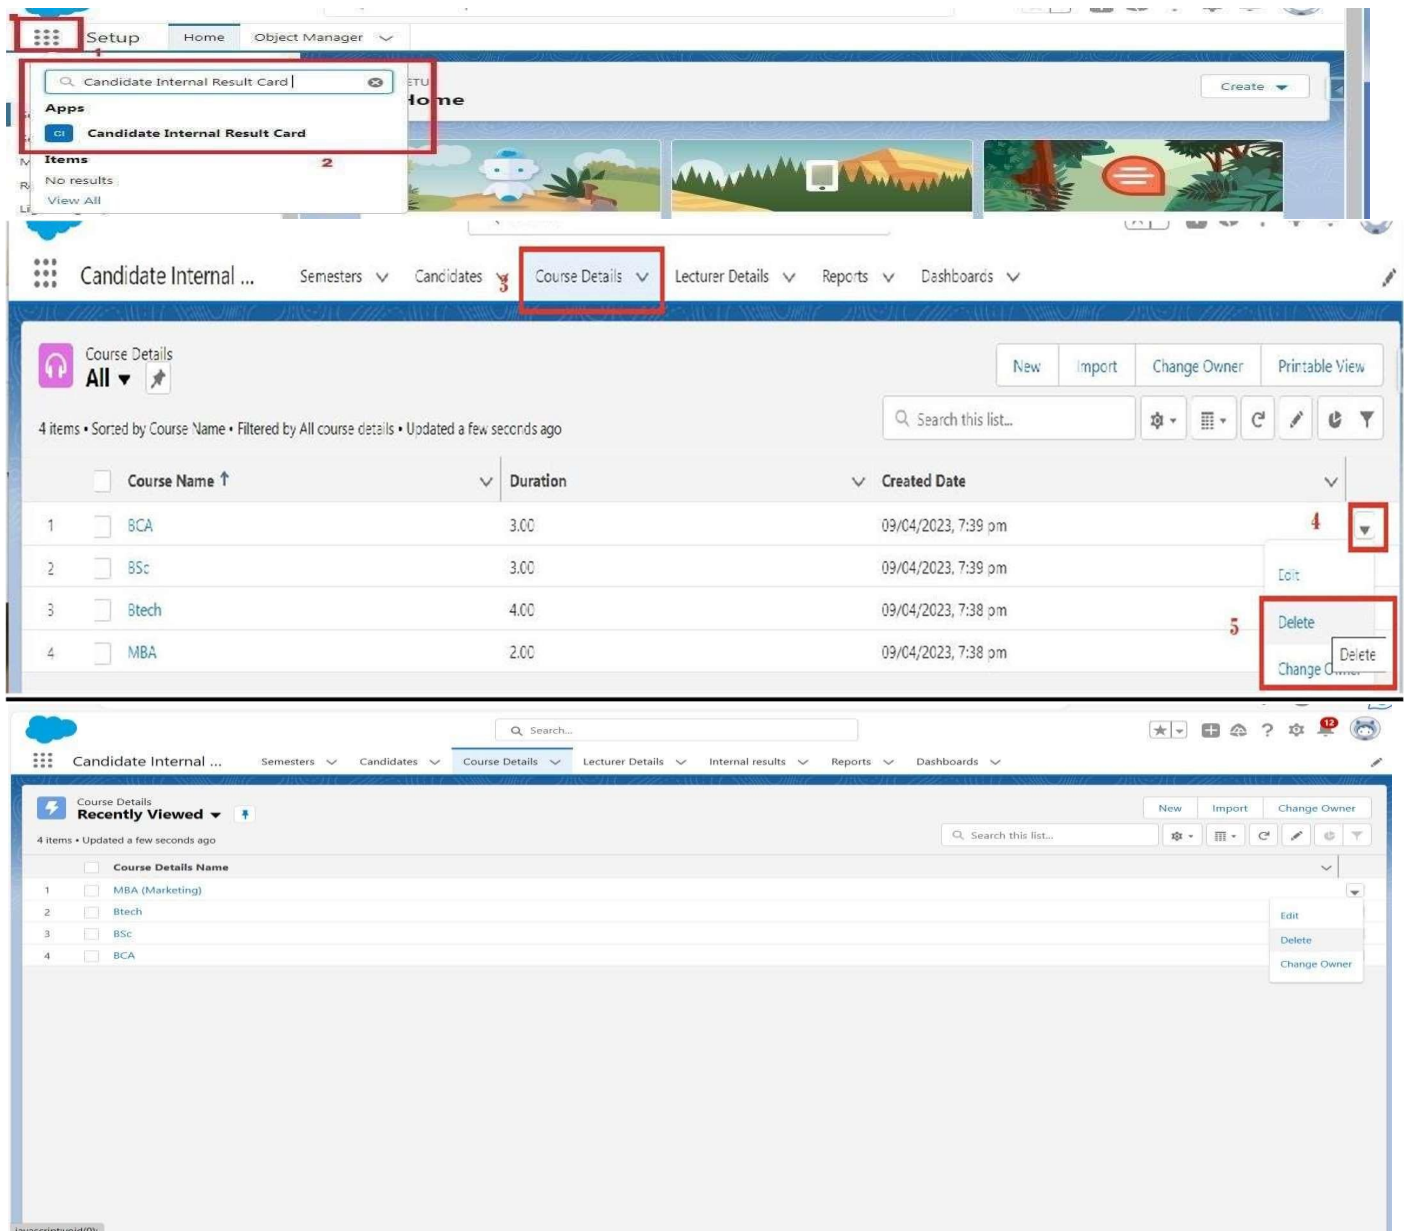 Setup Home Object Manager
1
Candidate Internal Result Card
Apps
CI Candidate Internal Result Card
Items
2
No results
View All
Create
Candidate Internal ... Semesters Candidates 3 Course Details Lecturer Details Reports Dashboards
Course Details
All
New Import Change Owner Printable View
4 items • Sorted by Course Name • Filtered by All course details • Updated a few seconds ago
Search this list...
Course Name ↑ Duration Created Date
1 BCA 3.00 09/04/2023, 7:39 pm 4
2 BSc 3.00 09/04/2023, 7:39 pm
Edit
3 Btech 4.00 09/04/2023, 7:38 pm
5 Delete
4 MBA 2.00 09/04/2023, 7:38 pm
Delete
Change
Search...
12
Candidate Internal ... Semesters Candidates Course Details Lecturer Details Internal results Reports Dashboards
Course Details
Recently Viewed
New Import Change Owner
4 items • Updated a few seconds ago
Search this list...
Course Details Name
1 MBA (Marketing)
2 Btech
Edit
3 BSc
Delete
4 BCA
Change Owner